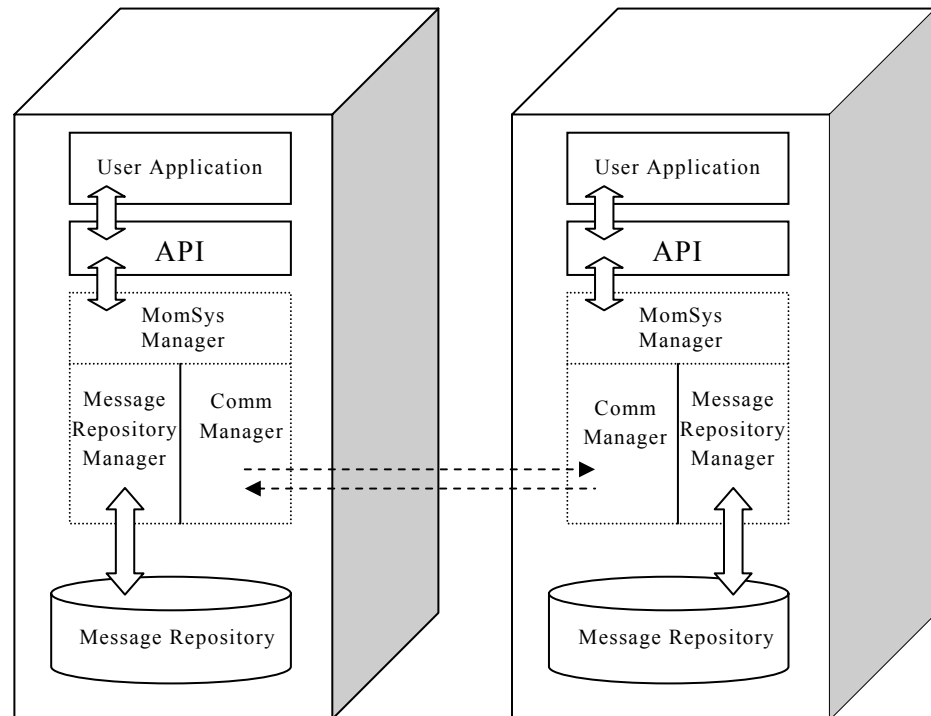 User Application
API
MomSys
Manager
Message
Repository
Manager
Comm
Manager
Message Repository
User Application
API
MomSys
Manager
Comm
Manager
Message
Repository
Manager
Message Repository